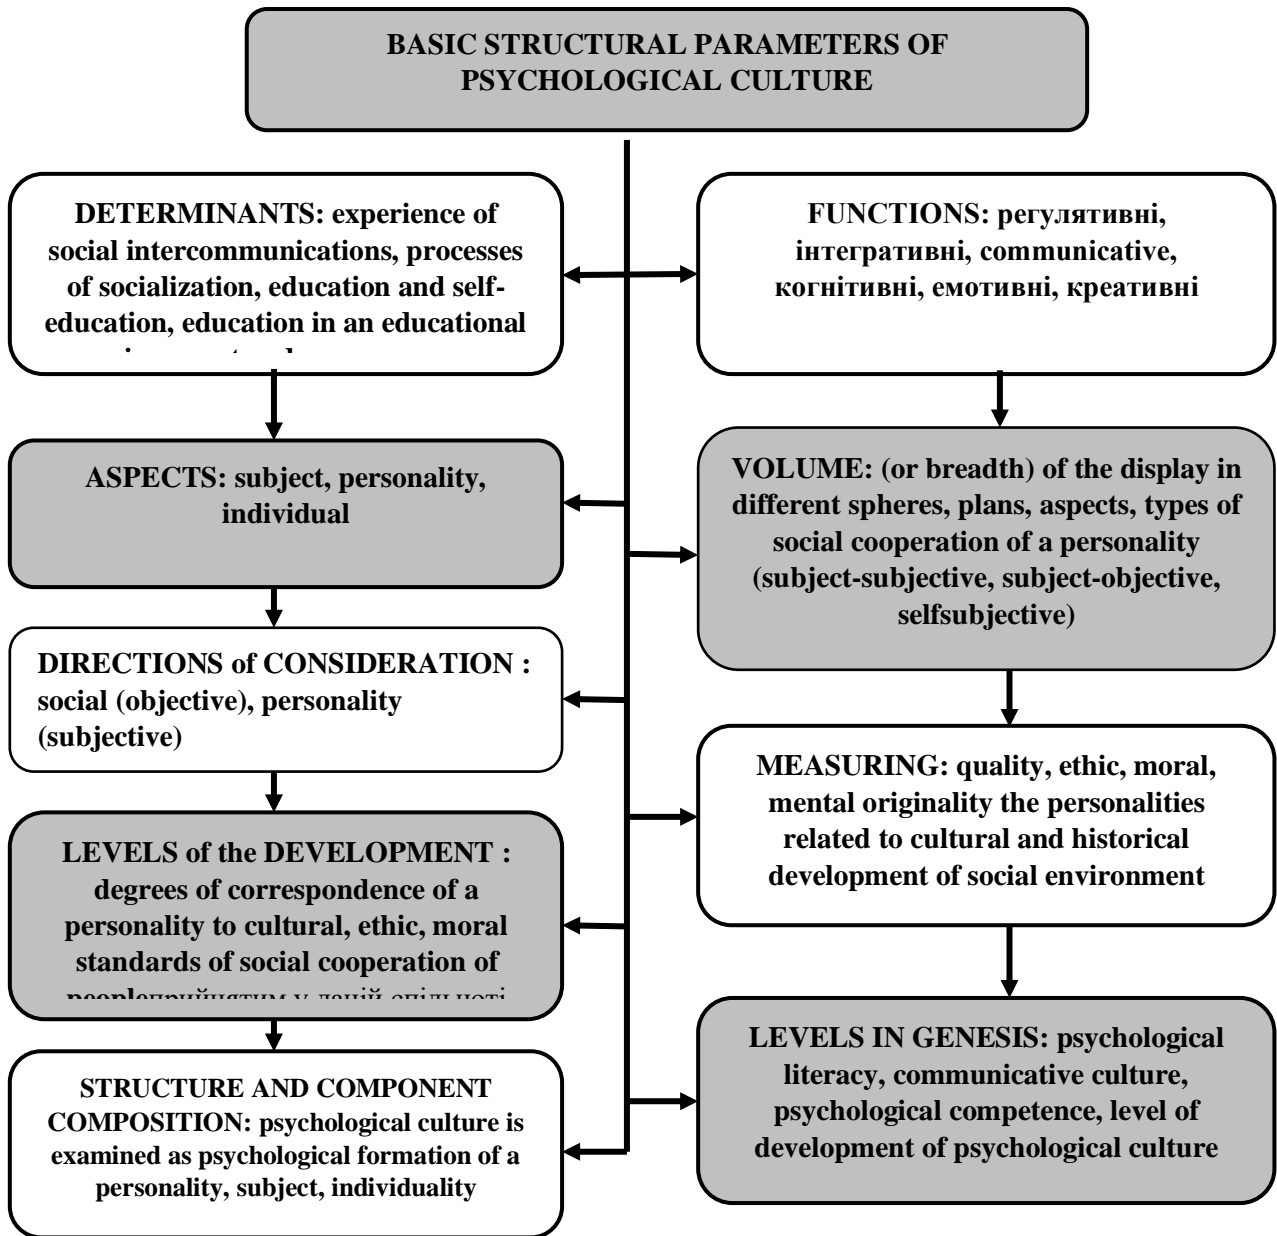 BASIC STRUCTURAL PARAMETERS OF
PSYCHOLOGICAL CULTURE
DETERMINANTS: experience of
social intercommunications, processes
of socialization, education and self-
education, education in an educational
FUNCTIONS: регулятивні,
інтегративні, communicative,
когнітивні, емотивні, креативні
ASPECTS: subject, personality,
individual
VOLUME: (or breadth) of the display in
different spheres, plans, aspects, types of
social cooperation of a personality
(subject-subjective, subject-objective,
selfsubjective)
DIRECTIONS of CONSIDERATION :
social (objective), personality
(subjective)
MEASURING: quality, ethic, moral,
mental originality the personalities
related to cultural and historical
development of social environment
LEVELS of the DEVELOPMENT :
degrees of correspondence of a
personality to cultural, ethic, moral
standards of social cooperation of
peopleприйнятим у даній спільноті
LEVELS IN GENESIS: psychological
literacy, communicative culture,
psychological competence, level of
development of psychological culture
STRUCTURE AND COMPONENT
COMPOSITION: psychological culture is
examined as psychological formation of a
personality, subject, individuality